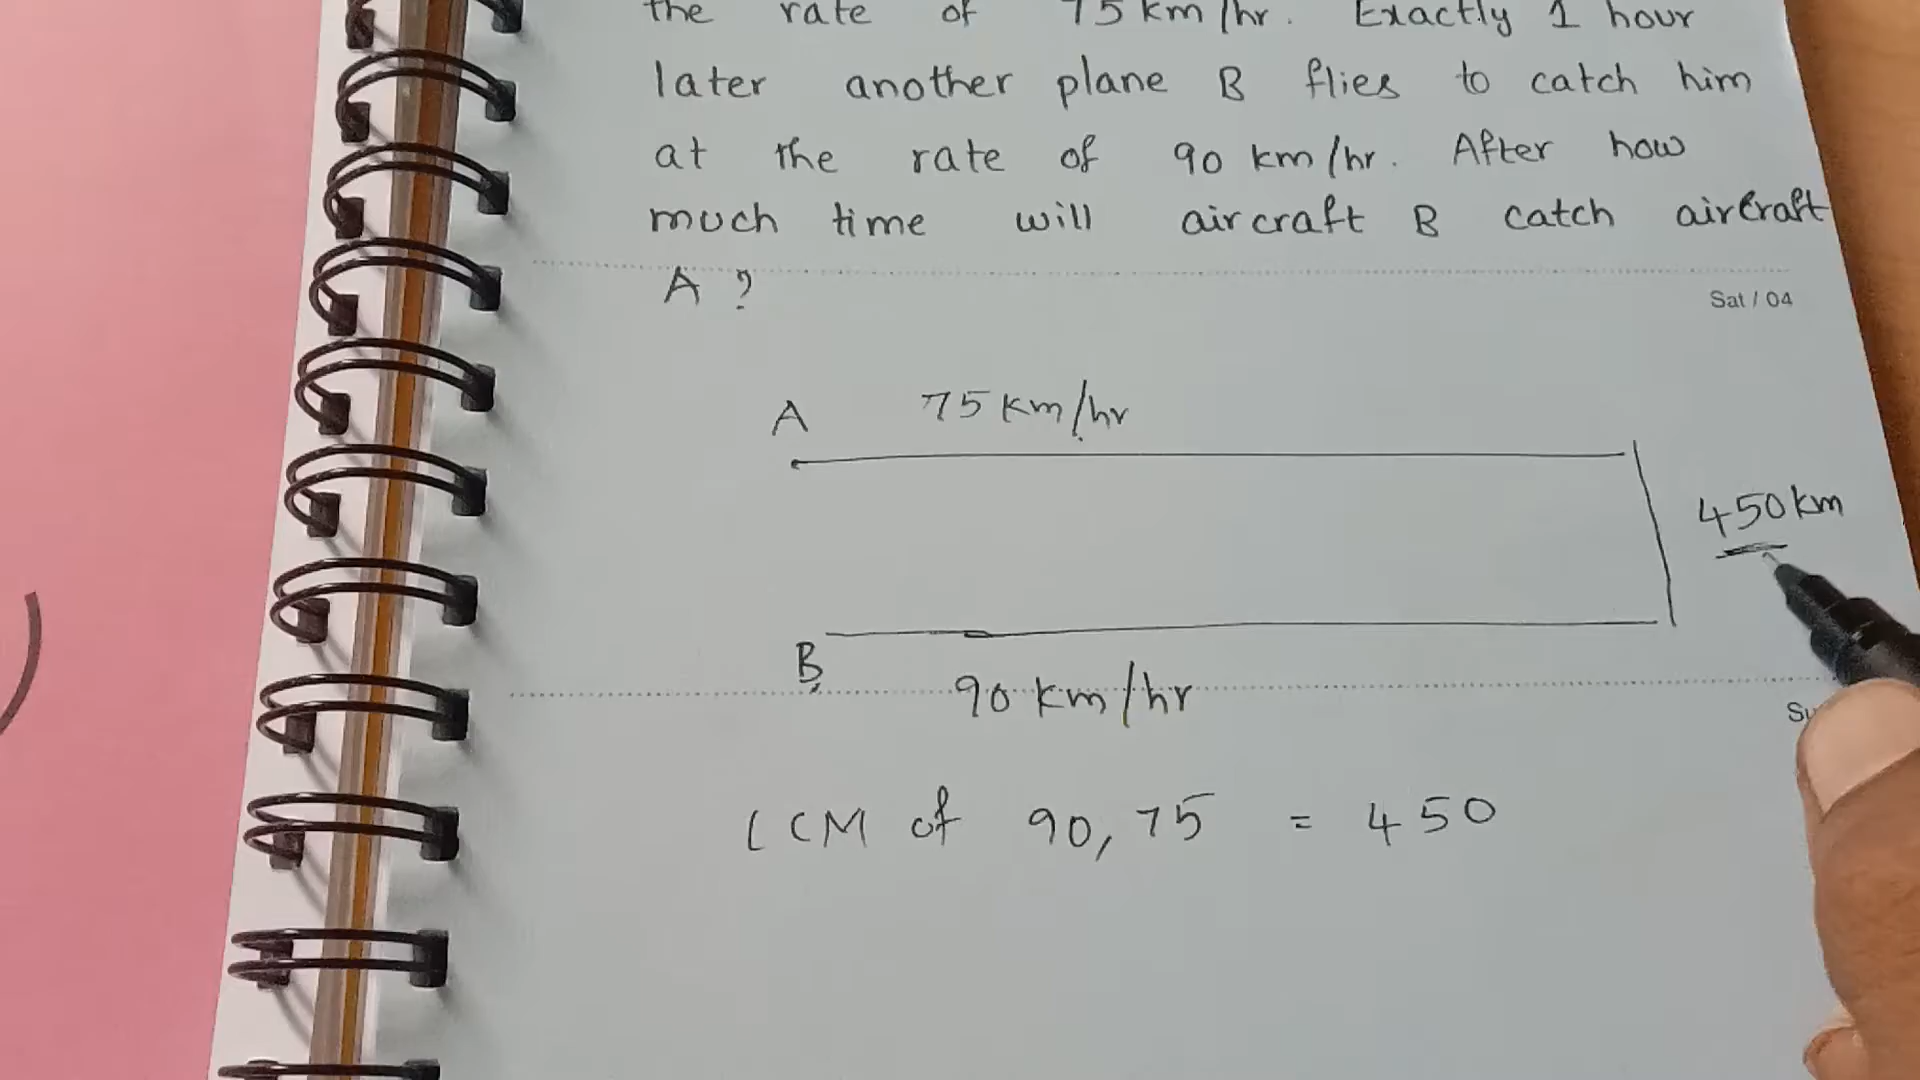 the rate of 75 km/hr. Exactly 1 hour
later another plane B flies to catch him
at the rate of 90 km/hr. After how
much time will aircraft B catch aircraft
A ?
Sat / 04
A 75 km/hr
450 km
B
90 km/hr
LCM of 90, 75 = 450